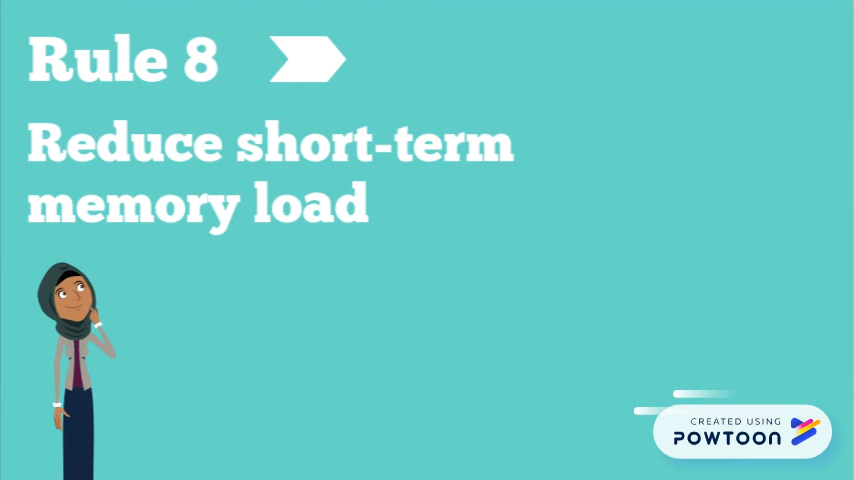 Rule 8
Reduce short-term
memory load
CREATED USING
POWTOON